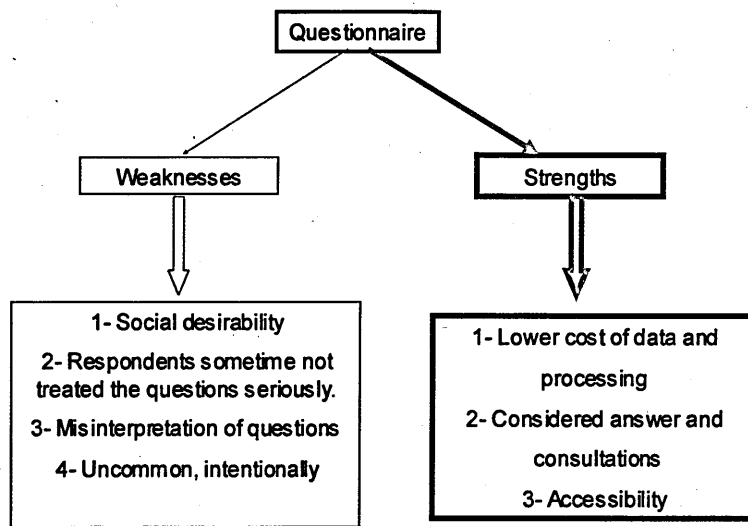 Questionnaire
Weaknesses
Strengths
1- Social desirability
2- Respondents sometime not
treated the questions seriously.
3- Misinterpretation of questions
4- Uncommon, intentionally
1- Lower cost of data and
processing
2- Considered answer and
consultations
3- Accessibility